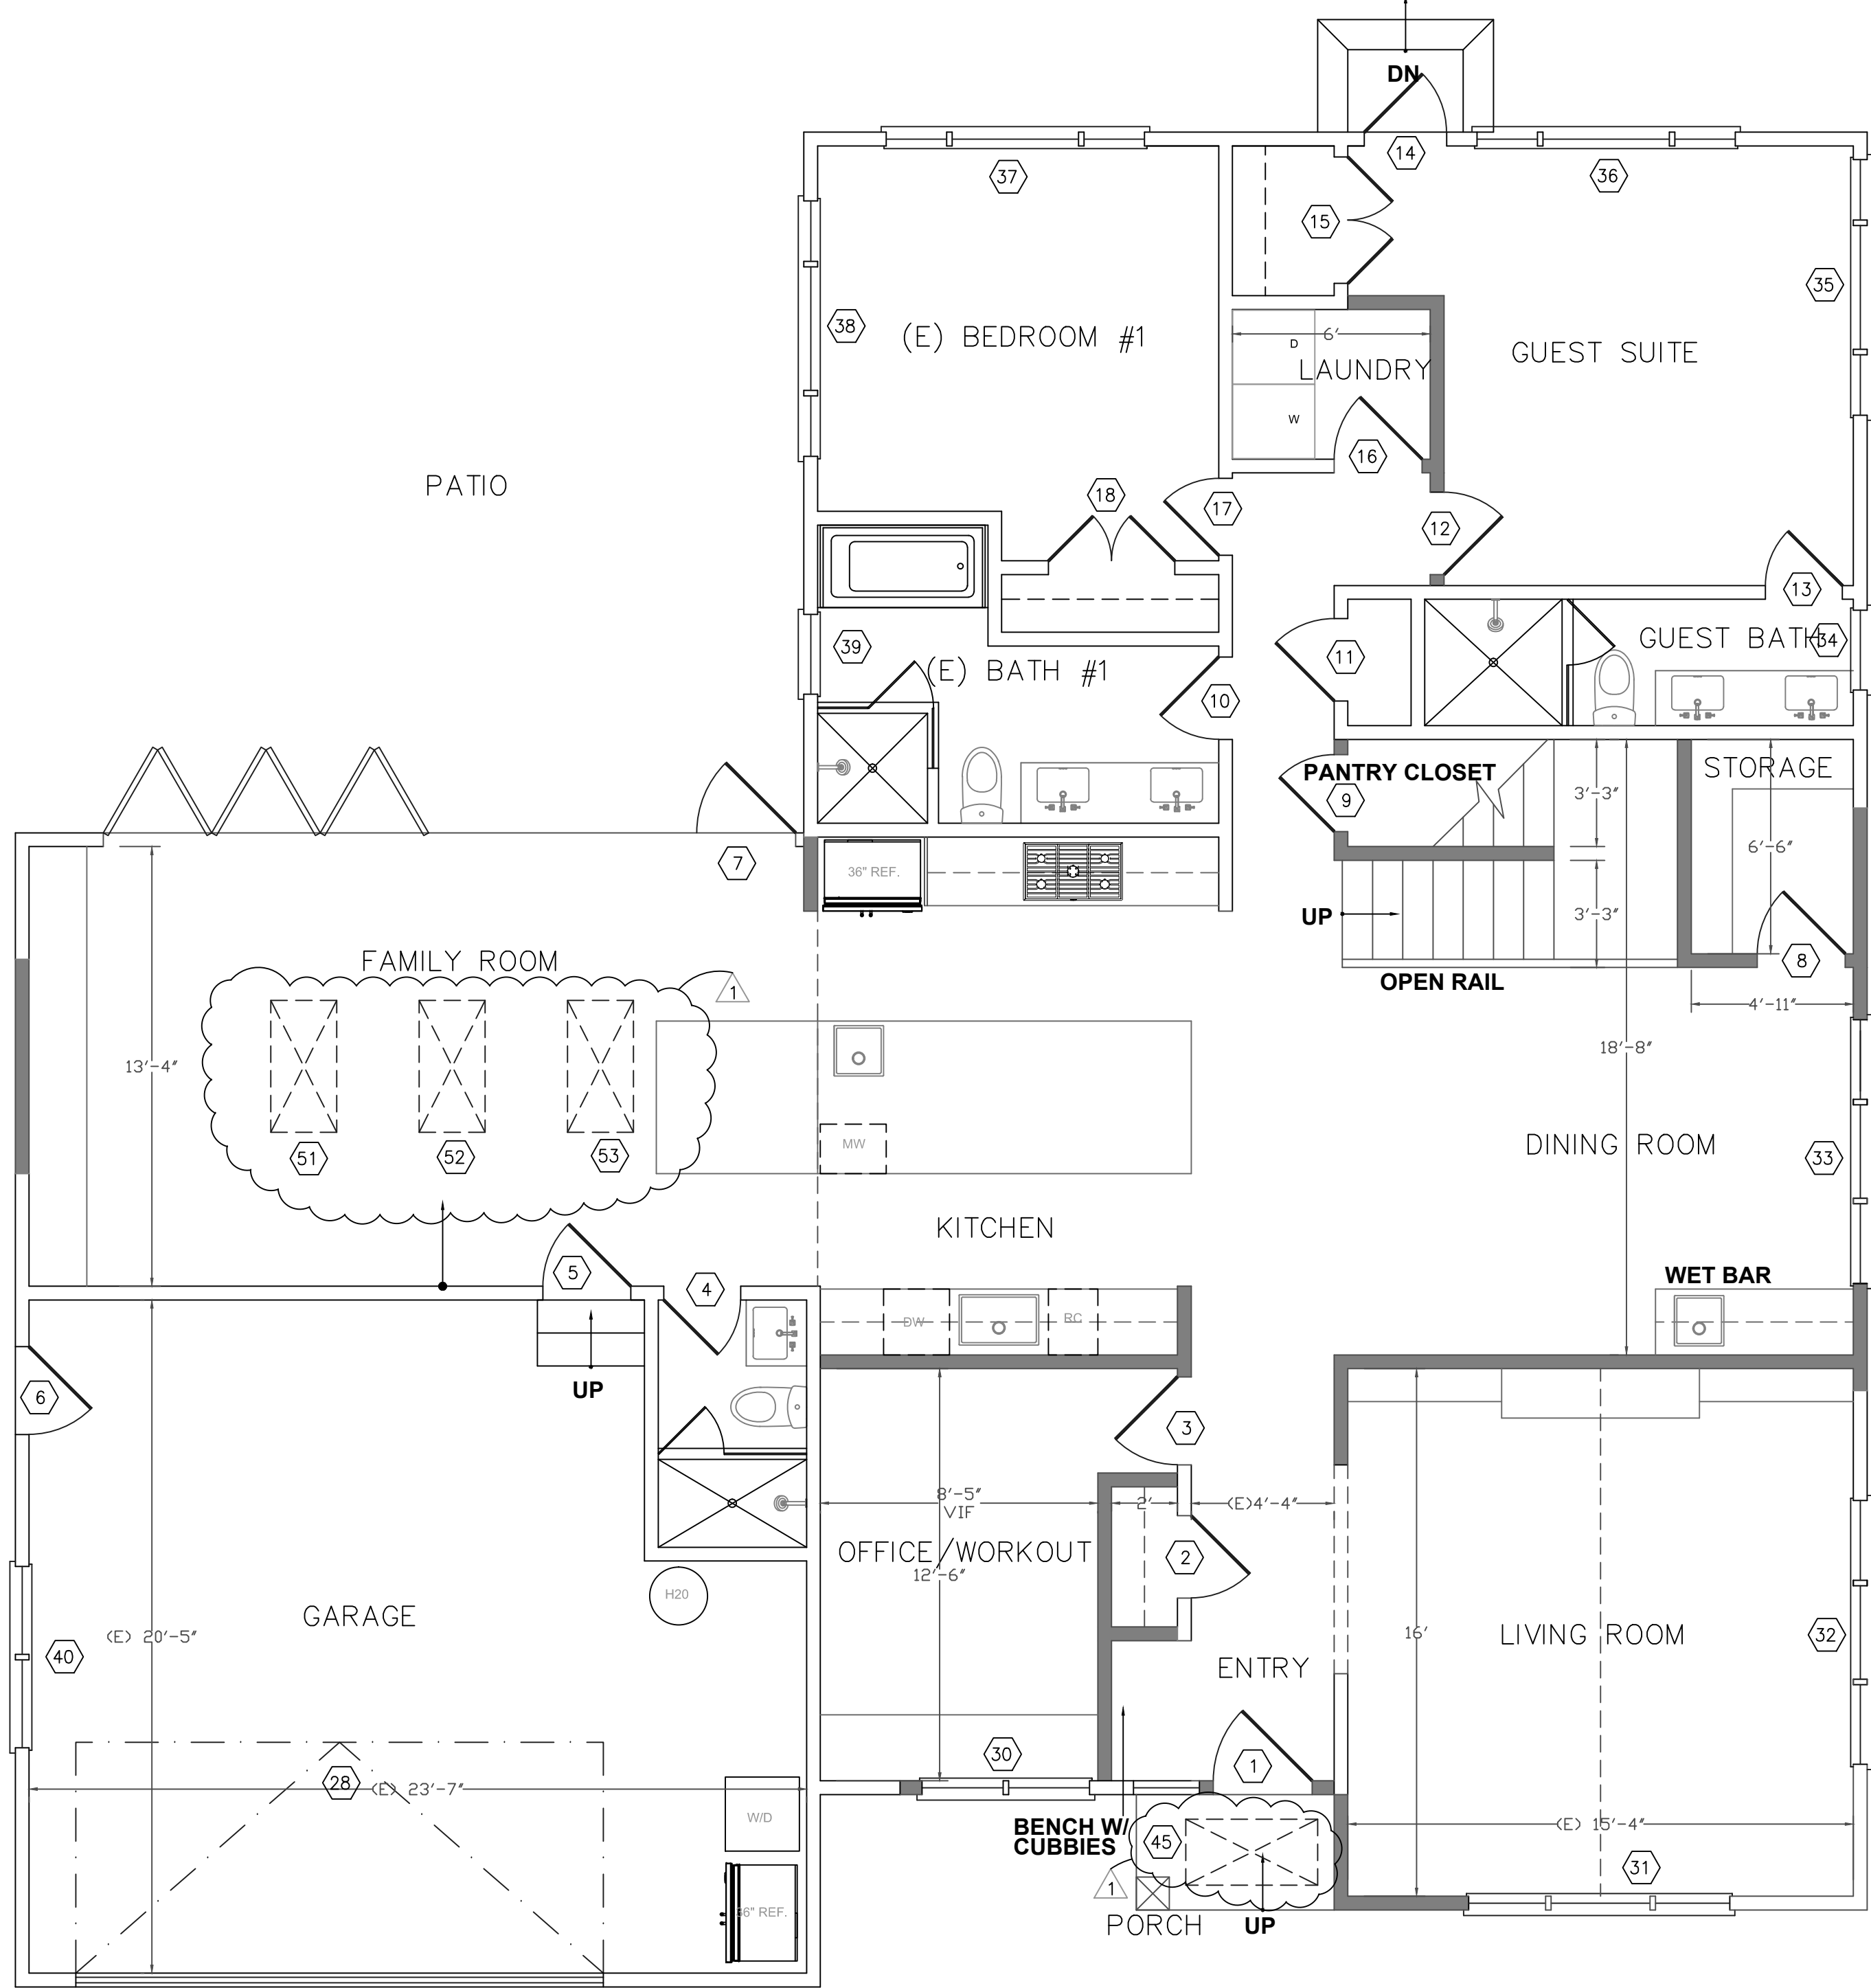 DN
14
37
36
15
35
38
(E) BEDROOM #1
6'
D
LAUNDRY
GUEST SUITE
W
16
PATIO
18
17
12
13
39
(E) BATH #1
11
GUEST BATH
34
10
PANTRY CLOSET
9
3'-3"
STORAGE
6'-6"
7
36" REF.
UP
3'-3"
FAMILY ROOM
8
OPEN RAIL
1
4'-11"
13'-4"
18'-8"
MW
DINING ROOM
51
52
53
33
KITCHEN
5
4
WET BAR
DW
RC
6
UP
3
8'-5"
VIF
2'
(E)4'-4"
OFFICE/WORKOUT
12'-6"
2
H20
GARAGE
(E) 20'-5"
40
16'
LIVING ROOM
32
ENTRY
30
1
28
(E) 23'-7"
W/D
BENCH W/
CUBBIES
45
(E) 15'-4"
31
1
36" REF.
PORCH
UP